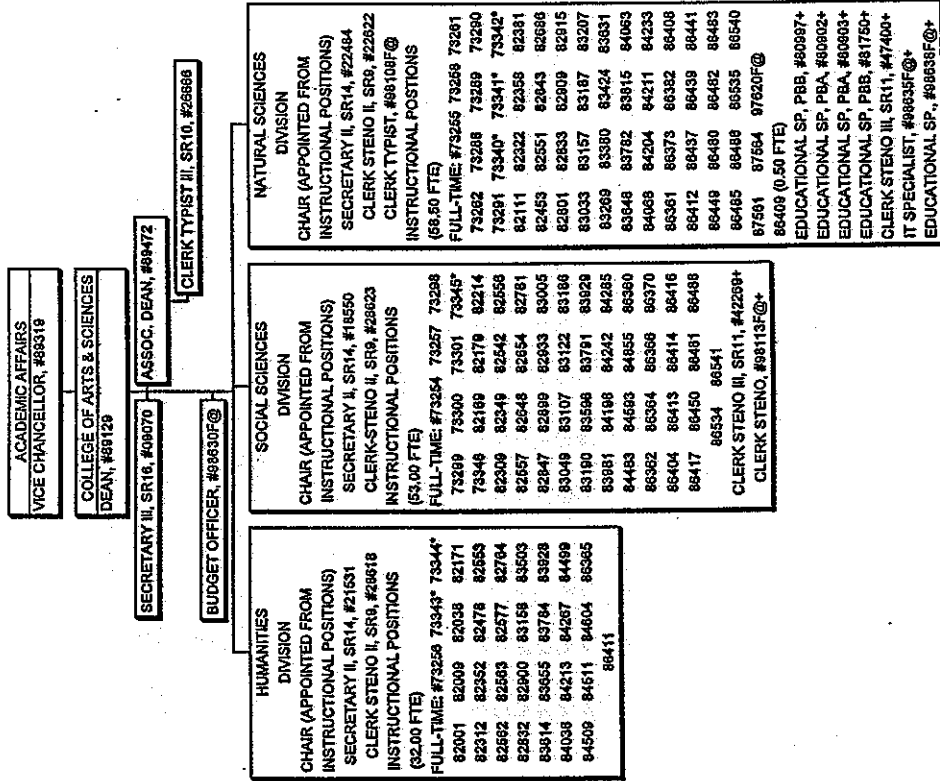 ACADEMIC AFFAIRS
VICE CHANCELLOR, #89319
COLLEGE OF ARTS & SCIENCES
DEAN, #89129
SECRETARY III, SR16, #09070
ASSOC. DEAN, #89472
CLERK TYPIST III, SR10, #26886
BUDGET OFFICER, #98630F@
HUMANITIES
DIVISION
CHAIR (APPOINTED FROM
INSTRUCTIONAL POSITIONS)
SECRETARY II, SR14, #21531
CLERK STENO II, SR9, #28618
INSTRUCTIONAL POSITIONS
(32.00 FTE)
FULL-TIME: #73256 73343* 73344*
82001 82009 82038 82171
82312 82352 82478 82553
82562 82563 82577 82764
82832 82900 83158 83503
83814 83655 83784 83928
84038 84213 84267 84499
84509 84511 84604 86365
86411
SOCIAL SCIENCES
DIVISION
CHAIR (APPOINTED FROM
INSTRUCTIONAL POSITIONS)
SECRETARY II, SR14, #18550
CLERK-STENO II, SR9, #28623
INSTRUCTIONAL POSITIONS
(53.00 FTE)
FULL-TIME: #73254 73257 73298
73299 73300 73301 73345*
73346 82169 82179 82214
82309 82349 82542 82558
82557 82648 82654 82781
82847 82899 82933 83005
83049 83107 83122 83186
83190 83596 83791 83929
83981 84198 84242 84285
84483 84593 84855 86360
86362 86364 86366 86370
86404 86413 86414 86416
86417 86450 86481 86488
86534 86541
CLERK STENO III, SR11, #42269+
CLERK STENO, #98113F@+
NATURAL SCIENCES
DIVISION
CHAIR (APPOINTED FROM
INSTRUCTIONAL POSITIONS)
SECRETARY II, SR14, #22484
CLERK STENO II, SR9, #22622
CLERK TYPIST, #98108F@
INSTRUCTIONAL POSTIONS
(58.50 FTE)
FULL-TIME: #73255 73258 73261
73262 73288 73289 73290
73291 73340* 73341* 73342*
82111 82322 82358 82381
82453 82551 82643 82686
82801 82833 82909 82915
83033 83157 83187 83207
83269 83380 83424 83631
83646 83782 83815 84063
84068 84204 84211 84233
86361 86373 86382 86408
86412 86437 86439 86441
86449 86480 86482 86483
86485 86486 86535 86540
87561 87564 97620F@
86409 (0.50 FTE)
EDUCATIONAL SP, PBB, #80997+
EDUCATIONAL SP, PBA, #80902+
EDUCATIONAL SP, PBA, #80903+
EDUCATIONAL SP, PBB, #81750+
CLERK STENO III, SR11, #47400+
IT SPECIALIST, #98635F@+
EDUCATIONAL SP., #98638F@+